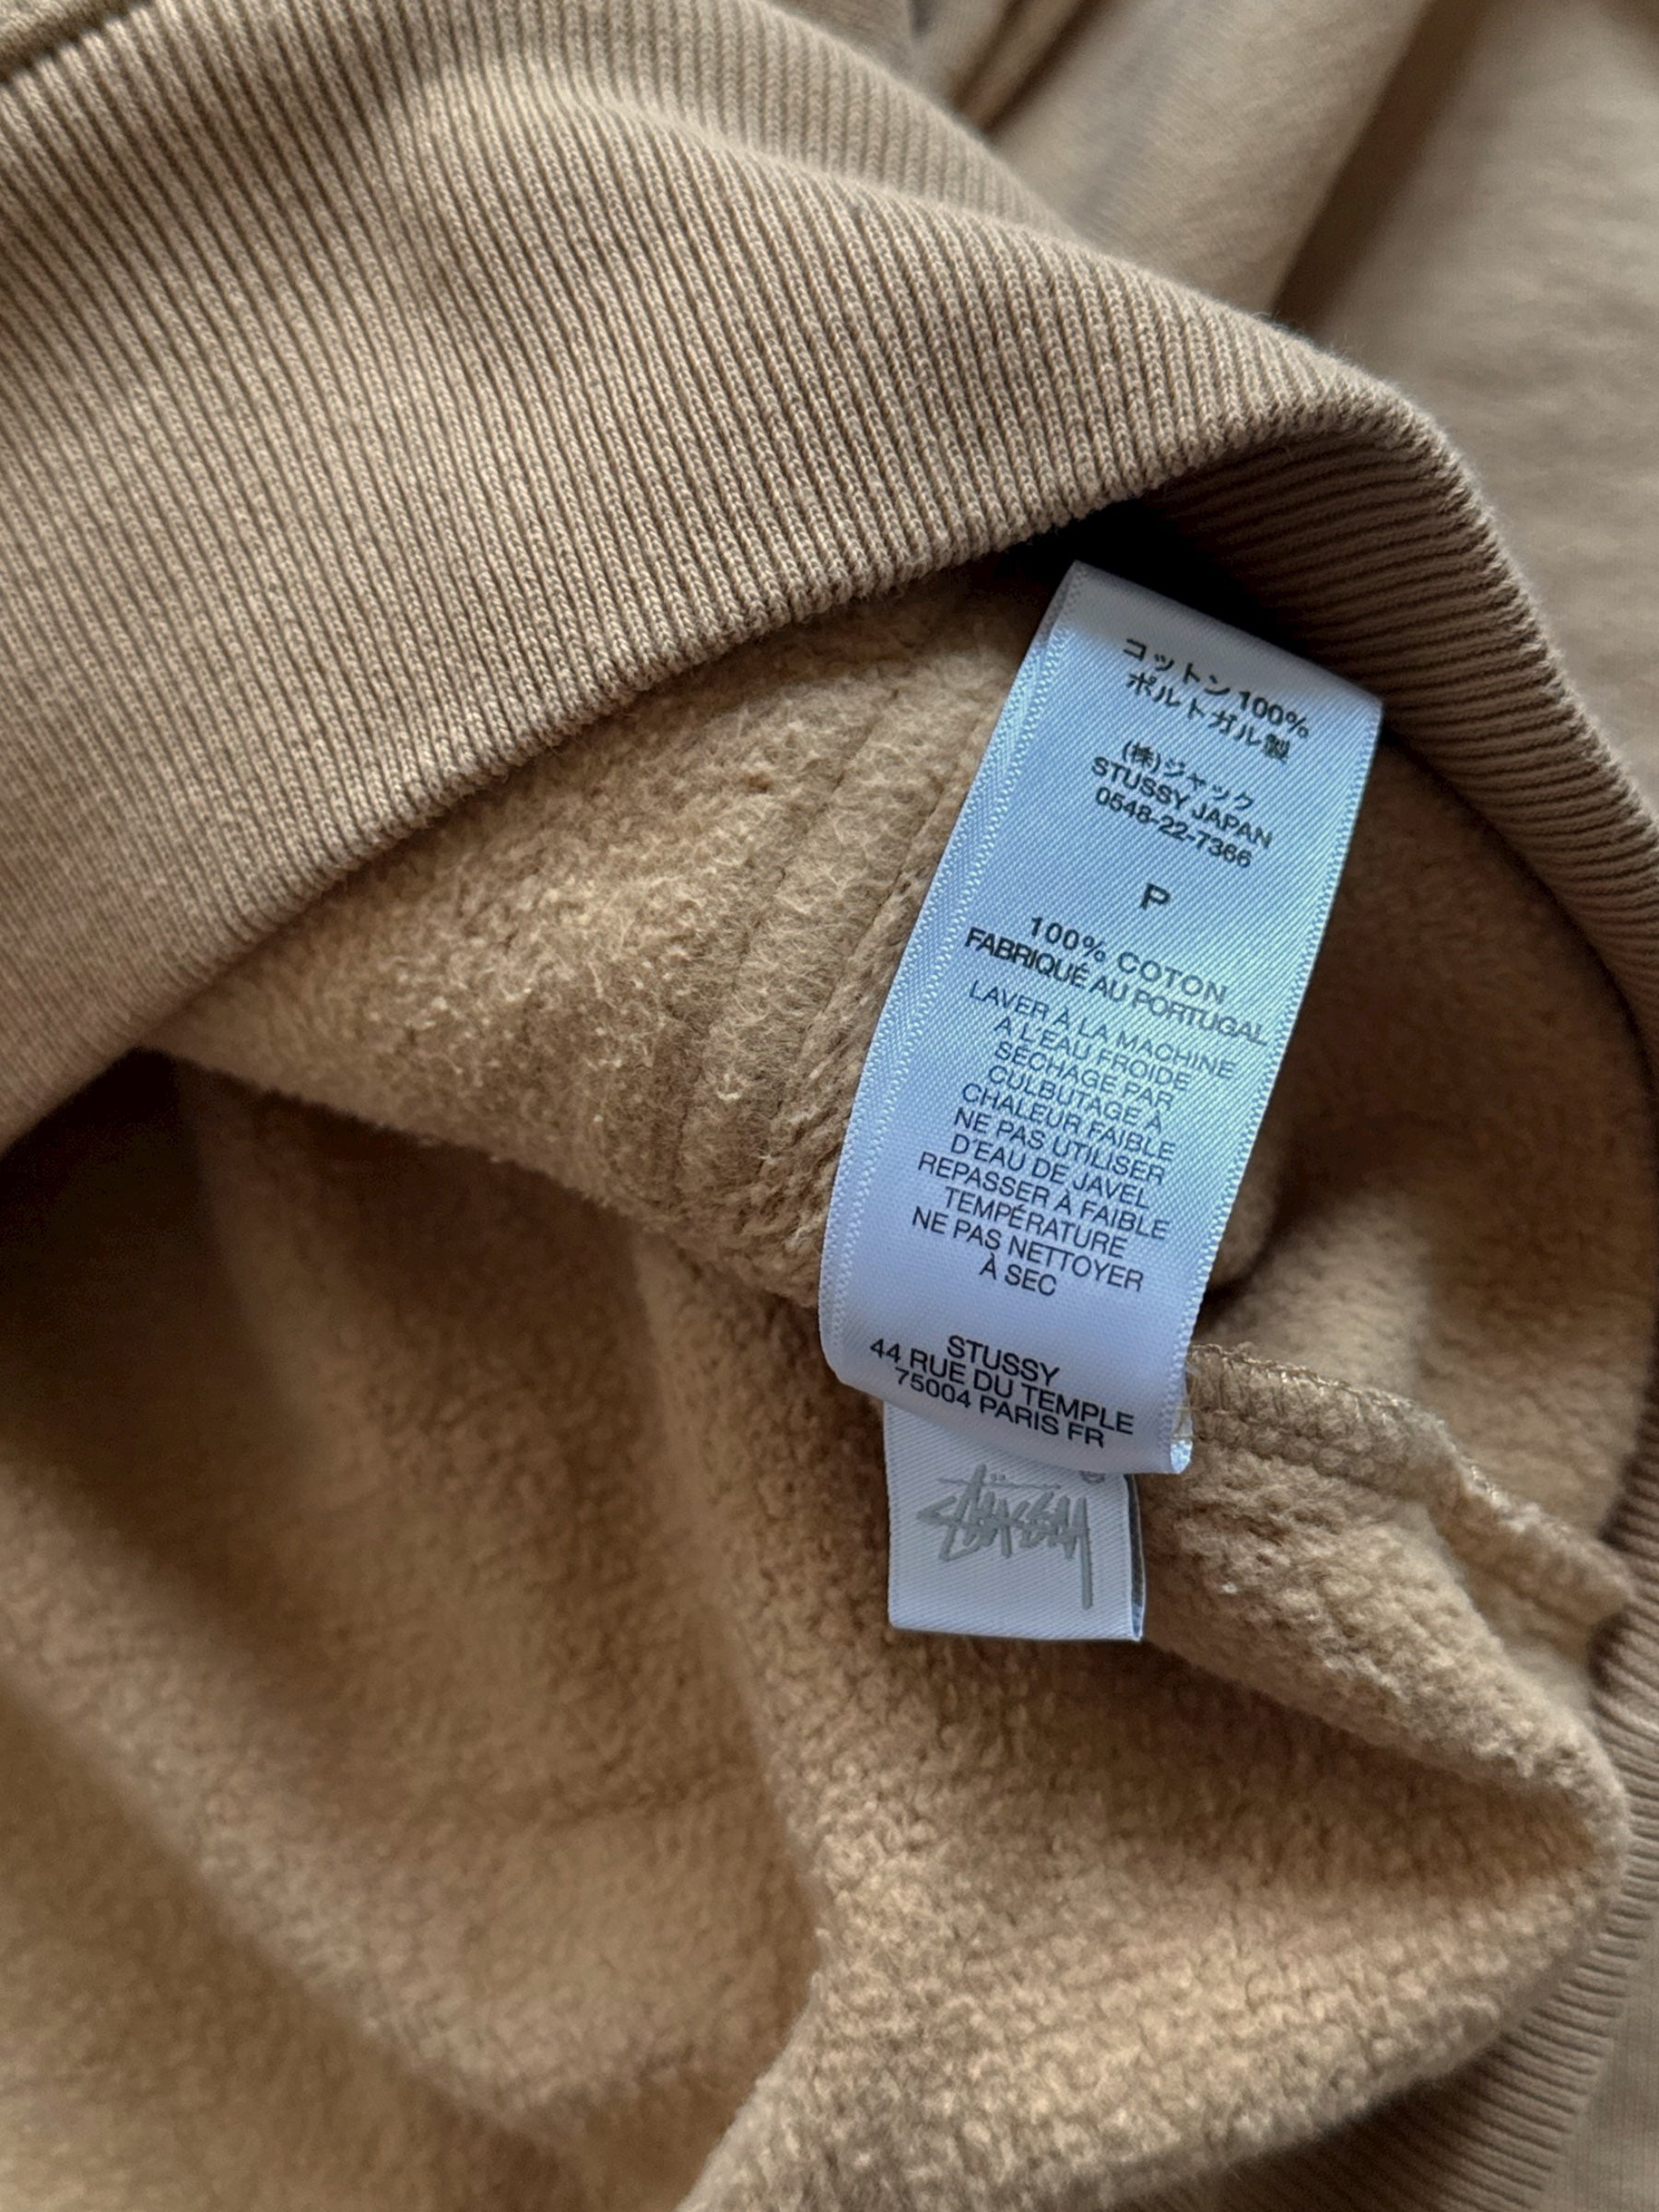 コットン100%
ポルトガル製
(株)ジャック
STUSSY JAPAN
0548-22-7366
P
100% COTON
FABRIQUÉ AU PORTUGAL
LAVER À LA MACHINE
À L'EAU FROIDE
SÉCHAGE PAR
CULBUTAGE À
CHALEUR FAIBLE
NE PAS UTILISER
D'EAU DE JAVEL
REPASSER À FAIBLE
TEMPÉRATURE
NE PAS NETTOYER
À SEC
STUSSY
44 RUE DU TEMPLE
75004 PARIS FR
Stüssy